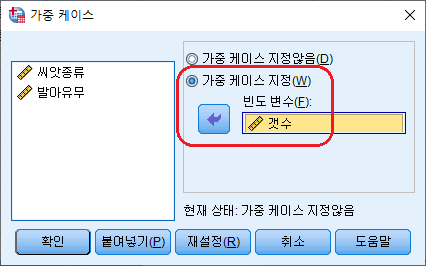 가중 케이스
씨앗종류
발아유무
가중 케이스 지정않음(D)
가중 케이스 지정(W)
빈도 변수(F):
갯수
현재 상태: 가중 케이스 지정않음
확인
붙여넣기(P)
재설정(R)
취소
도움말